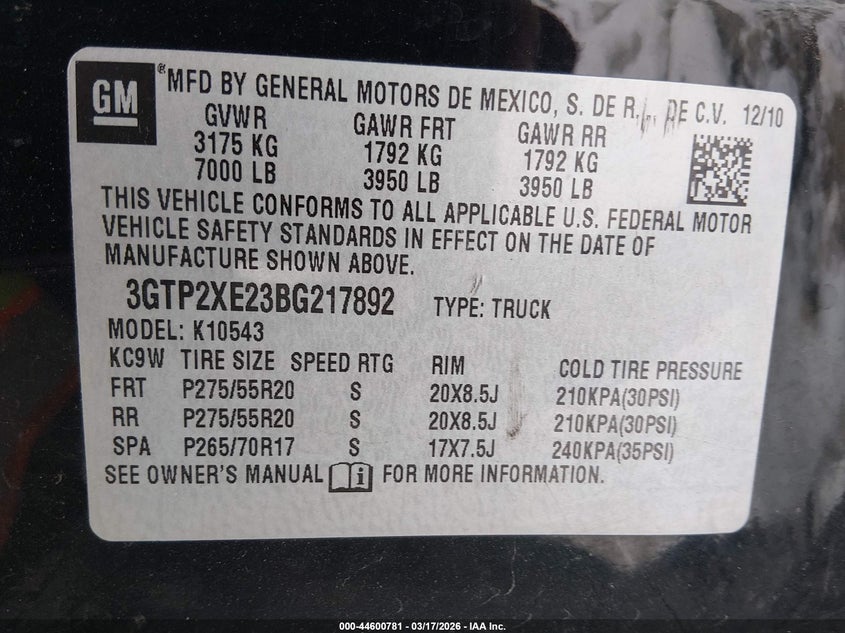 GM
® MFD BY GENERAL MOTORS DE MEXICO, S. DE R.L. DE C.V. 12/10
GVWR GAWR FRT GAWR RR
3175 KG 1792 KG 1792 KG
7000 LB 3950 LB 3950 LB
THIS VEHICLE CONFORMS TO ALL APPLICABLE U.S. FEDERAL MOTOR
VEHICLE SAFETY STANDARDS IN EFFECT ON THE DATE OF
MANUFACTURE SHOWN ABOVE.
3GTP2XE23BG217892 TYPE: TRUCK
MODEL: K10543
KC9W TIRE SIZE SPEED RTG RIM COLD TIRE PRESSURE
FRT P275/55R20 S 20X8.5J 210KPA(30PSI)
RR P275/55R20 S 20X8.5J 210KPA(30PSI)
SPA P265/70R17 S 17X7.5J 240KPA(35PSI)
SEE OWNER'S MANUAL i FOR MORE INFORMATION.
000-44600781 - 03/17/2026 - IAA Inc.